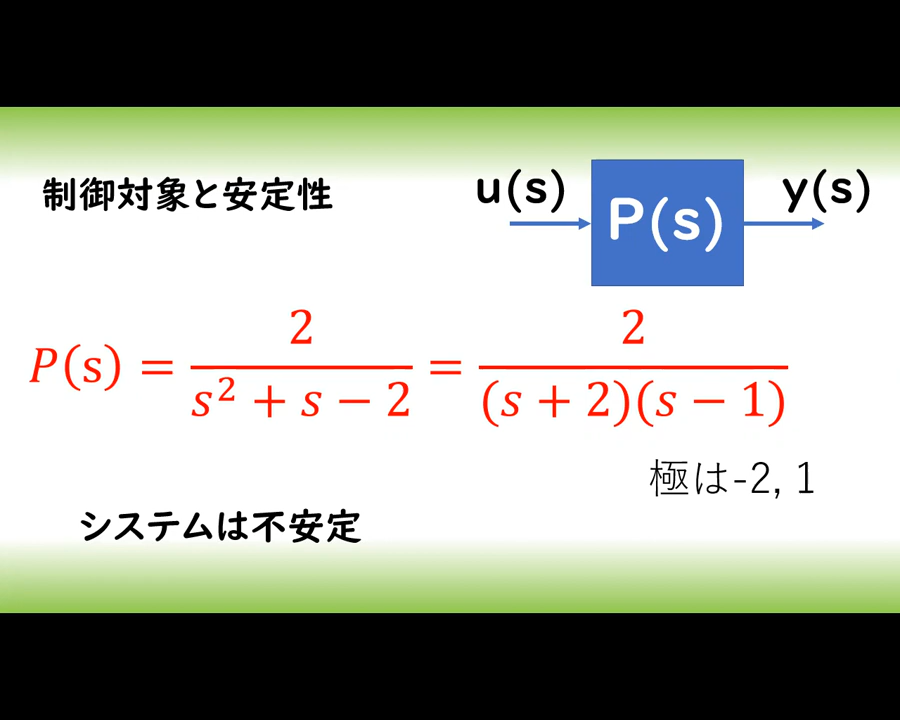 制御対象と安定性
u(s)
P(s)
y(s)
P(s) = 2 / (s² + s − 2) = 2 / ((s + 2)(s − 1))
極は-2, 1
システムは不安定